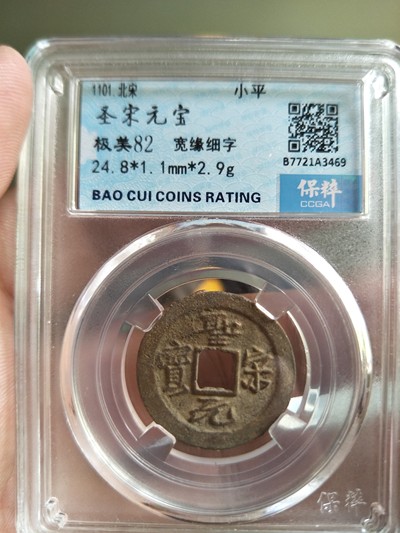 1101.北宋 小平
圣宋元宝
极美82 宽缘细字
24.8*1.1mm*2.9g
B7721A3469
BAO CUI COINS RATING
保粹
CCGA
聖
寶 宋
元
保粹